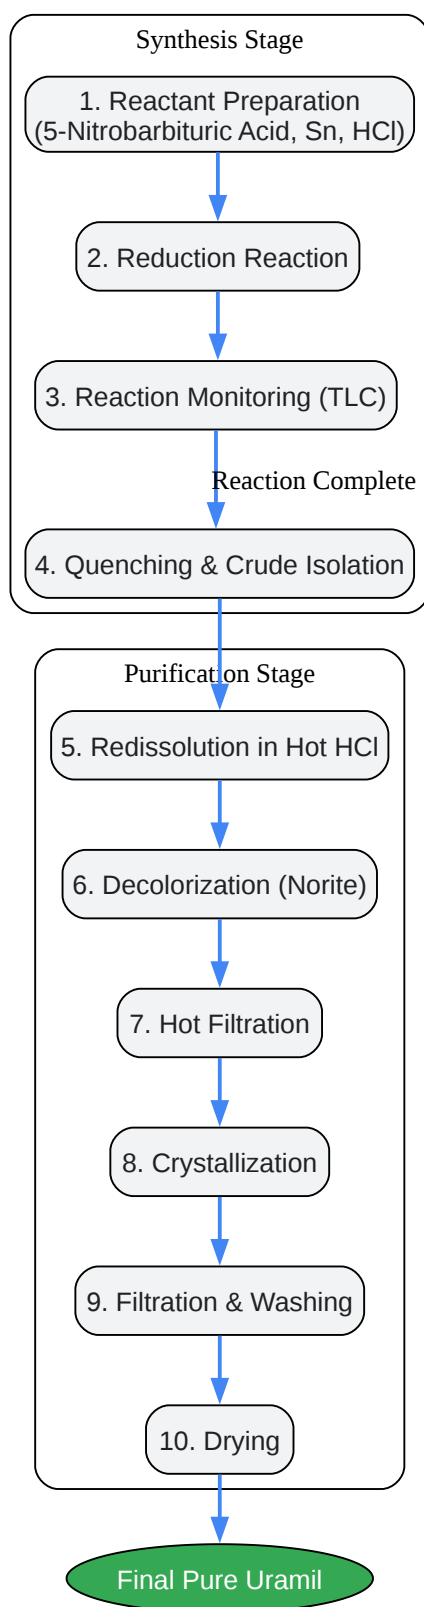 Synthesis Stage
1. Reactant Preparation
(5-Nitrobarbituric Acid, Sn, HCl)
2. Reduction Reaction
3. Reaction Monitoring (TLC)
Reaction Complete
4. Quenching & Crude Isolation
Purification Stage
5. Redissolution in Hot HCl
6. Decolorization (Norite)
7. Hot Filtration
8. Crystallization
9. Filtration & Washing
10. Drying
Final Pure Uramil